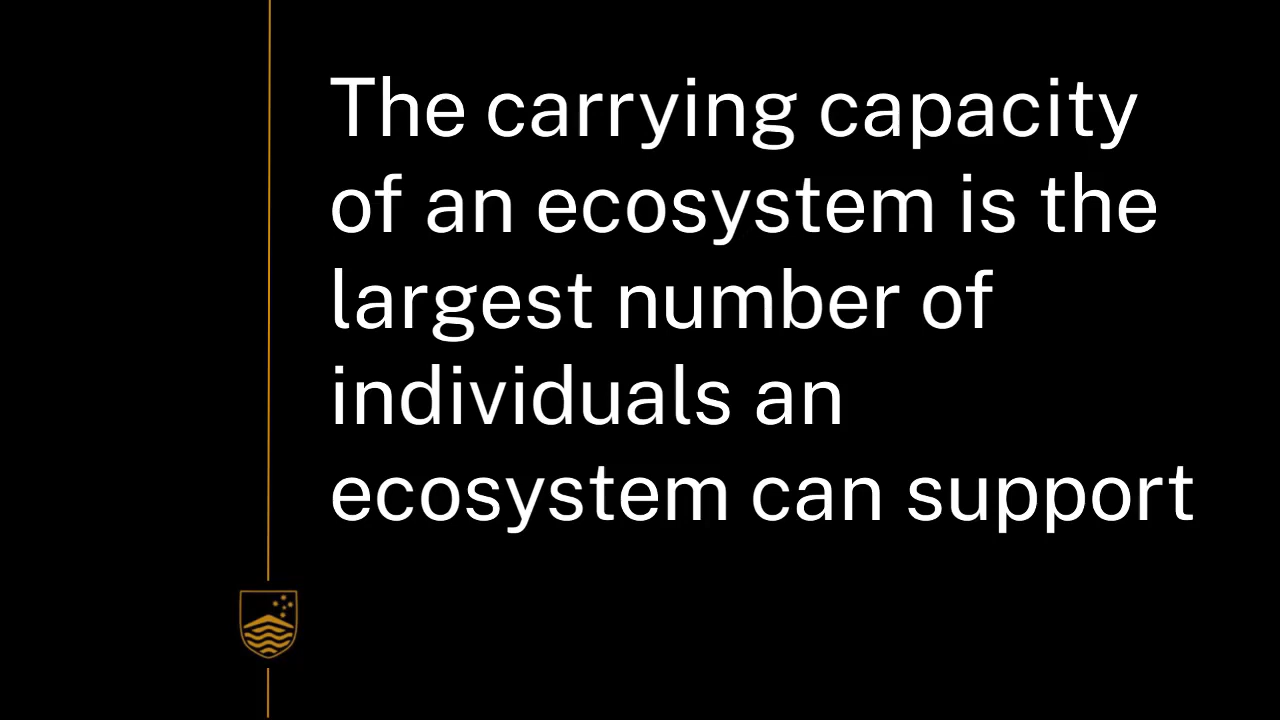 The carrying capacity
of an ecosystem is the
largest number of
individuals an
ecosystem can support